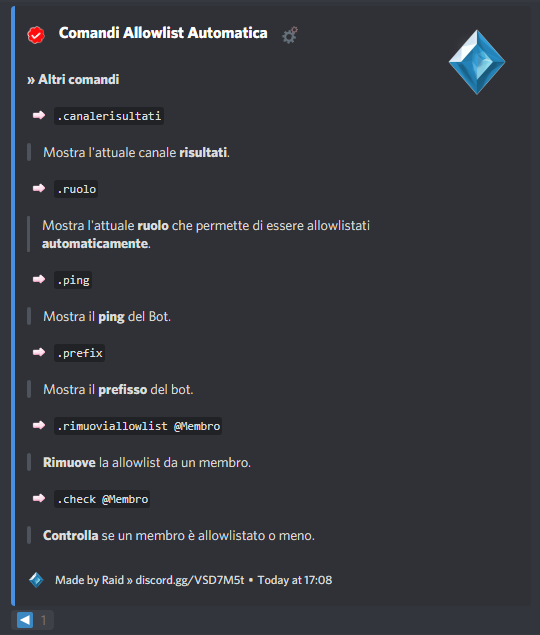 Comandi Allowlist Automatica
» Altri comandi
.canalerisultati
Mostra l'attuale canale risultati.
.ruolo
Mostra l'attuale ruolo che permette di essere allowlistati
automaticamente.
.ping
Mostra il ping del Bot.
.prefix
Mostra il prefisso del bot.
.rimuoviallowlist @Membro
Rimuove la allowlist da un membro.
.check @Membro
Controlla se un membro è allowlistato o meno.
Made by Raid » discord.gg/VSD7M5t • Today at 17:08
1